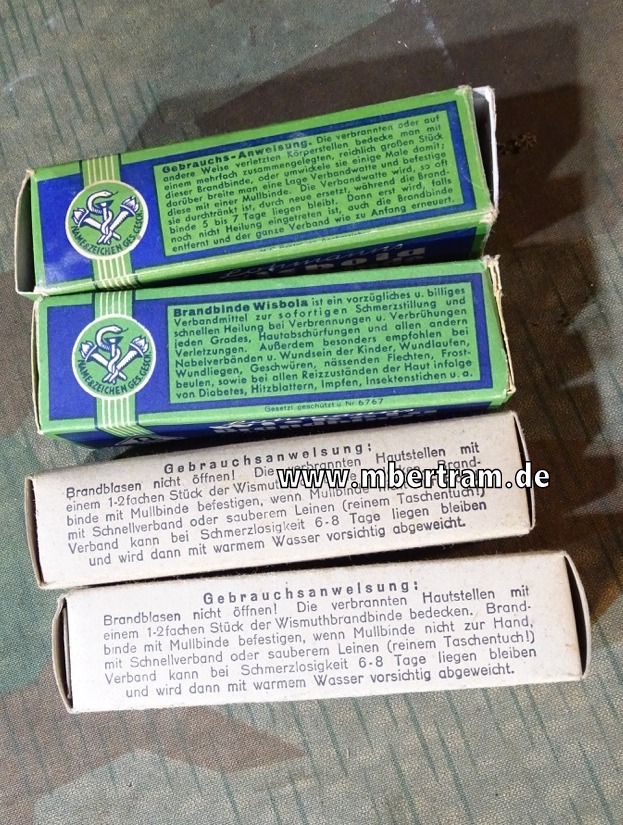 Gebrauchs-Anweisung. Die verbrannten oder auf
andere Weise verletzten Körperstellen bedecke man mit
einem mehrfach zusammengelegten, reichlich großen Stück
dieser Brandbinde, oder umwickele sie einige Male damit;
darüber breite man eine Lage Verbandwatte und befestige
diese mit einer Mullbinde. Die Verbandwatte wird, so oft
sie durchtränkt ist, durch neue ersetzt, während die Brand-
binde 5 bis 7 Tage liegen bleibt. Dann erst wird, falls
noch nicht Heilung eingetreten ist, auch die Brandbinde
entfernt und der ganze Verband wie zu Anfang erneuert.
NAME & ZEICHEN GES. GESCH.
Brandbinde Wisbola ist ein vorzügliches u. billiges
Verbandmittel zur sofortigen Schmerzstillung und
schnellen Heilung bei Verbrennungen u. Verbrühungen
jeden Grades, Hautabschürfungen und allen andern
Verletzungen. Außerdem besonders empfohlen bei
Nabelverbänden u. Wundsein der Kinder, Wundlaufen,
Wundliegen, Geschwüren, nässenden Flechten, Frost-
beulen, sowie bei allen Reizzuständen der Haut infolge
von Diabetes, Hitzblattern, Impfen, Insektenstichen u. a.
NAME & ZEICHEN GES. GESCH.
Gesetzl geschützt u. Nr 6767
Gebrauchsanweisung:
Brandblasen nicht öffnen! Die verbrannten Hautstellen mit
einem 1-2fachen Stück der Wismuthbrandbinde bedecken. Brand-
binde mit Mullbinde befestigen, wenn Mullbinde nicht zur Hand,
mit Schnellverband oder sauberem Leinen (reinem Taschentuch!)
Verband kann bei Schmerzlosigkeit 6-8 Tage liegen bleiben
und wird dann mit warmem Wasser vorsichtig abgeweicht.
www.mbertram.de
Gebrauchsanweisung:
Brandblasen nicht öffnen! Die verbrannten Hautstellen mit
einem 1-2fachen Stück der Wismuthbrandbinde bedecken. Brand-
binde mit Mullbinde befestigen, wenn Mullbinde nicht zur Hand,
mit Schnellverband oder sauberem Leinen (reinem Taschentuch!)
Verband kann bei Schmerzlosigkeit 6-8 Tage liegen bleiben
und wird dann mit warmem Wasser vorsichtig abgeweicht.